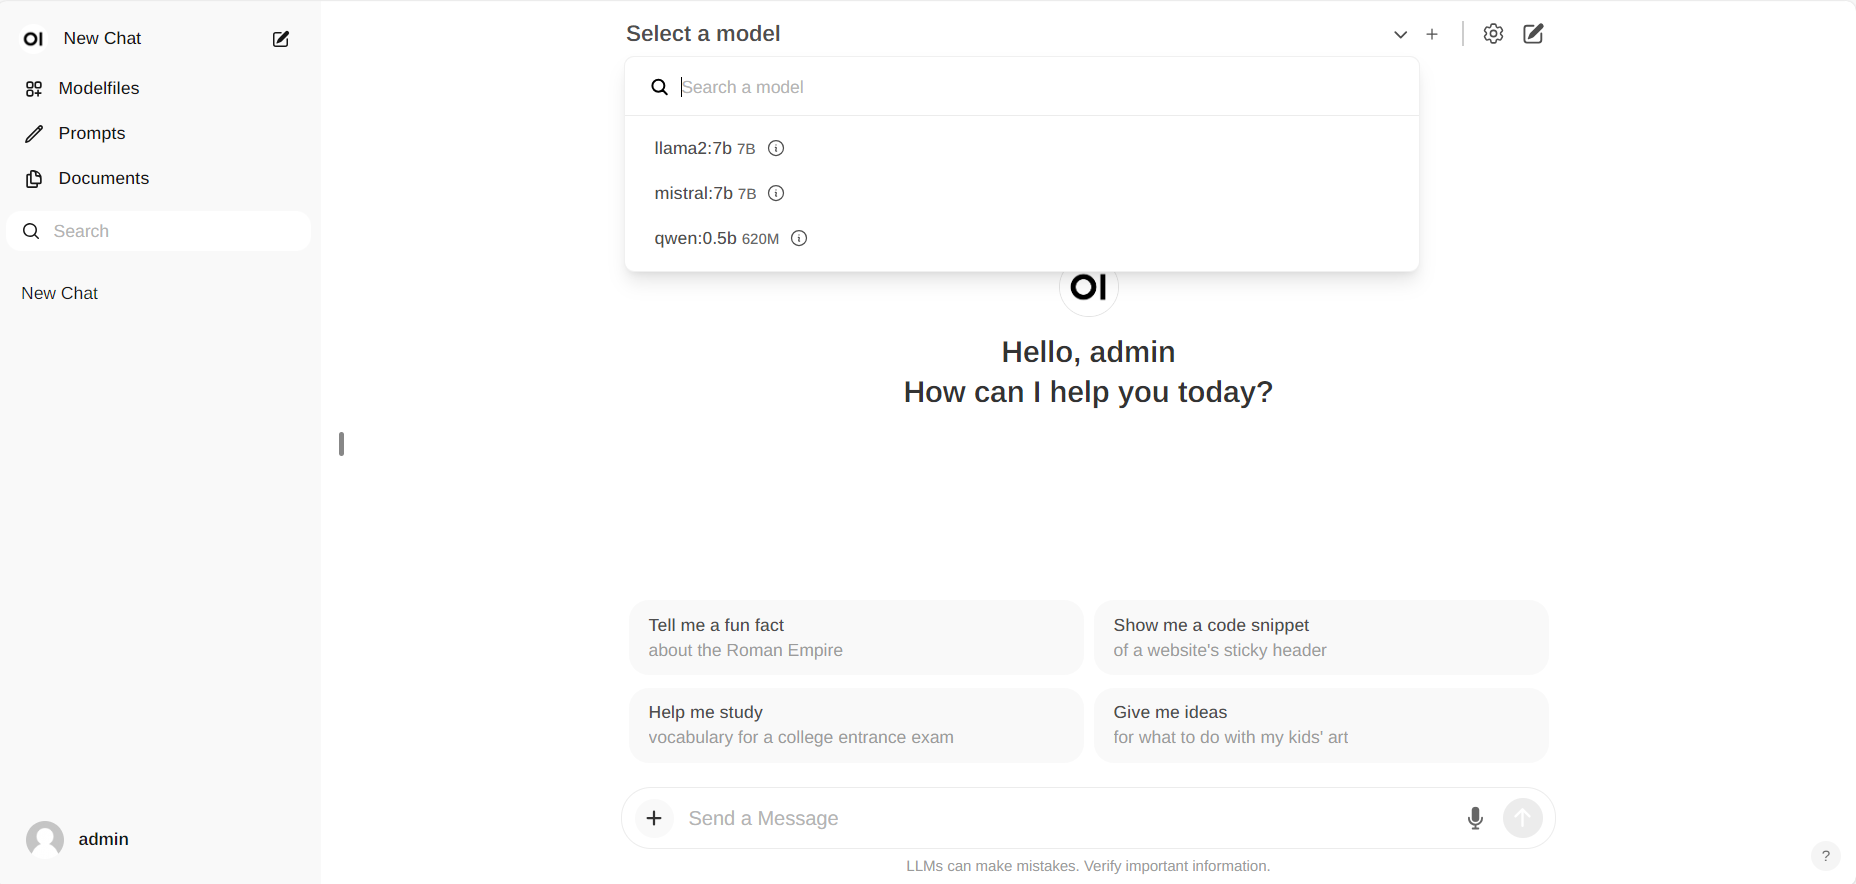 OI New Chat
Modelfiles
Prompts
Documents
Search
New Chat
admin
Select a model
Search a model
llama2:7b 7B
mistral:7b 7B
qwen:0.5b 620M
OI
Hello, admin
How can I help you today?
Tell me a fun fact
about the Roman Empire
Show me a code snippet
of a website's sticky header
Help me study
vocabulary for a college entrance exam
Give me ideas
for what to do with my kids' art
Send a Message
LLMs can make mistakes. Verify important information.
?